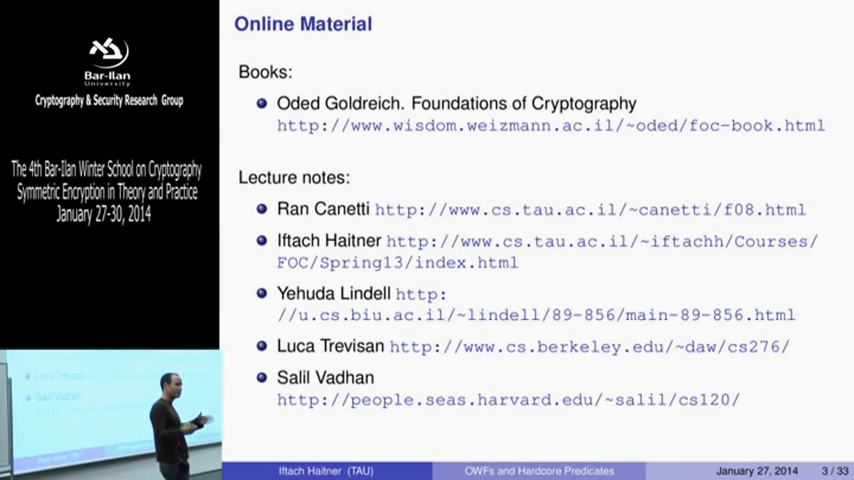 Bar-Ilan
University
Cryptography & Security Research Group
The 4th Bar-Ilan Winter School on Cryptography
Symmetric Encryption in Theory and Practice
January 27-30, 2014
Luca Trevisan
Salil Vadhan
Online Material
Books:
Oded Goldreich. Foundations of Cryptography
http://www.wisdom.weizmann.ac.il/~oded/foc-book.html
Lecture notes:
Ran Canetti http://www.cs.tau.ac.il/~canetti/f08.html
Iftach Haitner http://www.cs.tau.ac.il/~iftachh/Courses/
FOC/Spring13/index.html
Yehuda Lindell http:
//u.cs.biu.ac.il/~lindell/89-856/main-89-856.html
Luca Trevisan http://www.cs.berkeley.edu/~daw/cs276/
Salil Vadhan
http://people.seas.harvard.edu/~salil/cs120/
Iftach Haitner (TAU) OWFs and Hardcore Predicates January 27, 2014 3 / 33